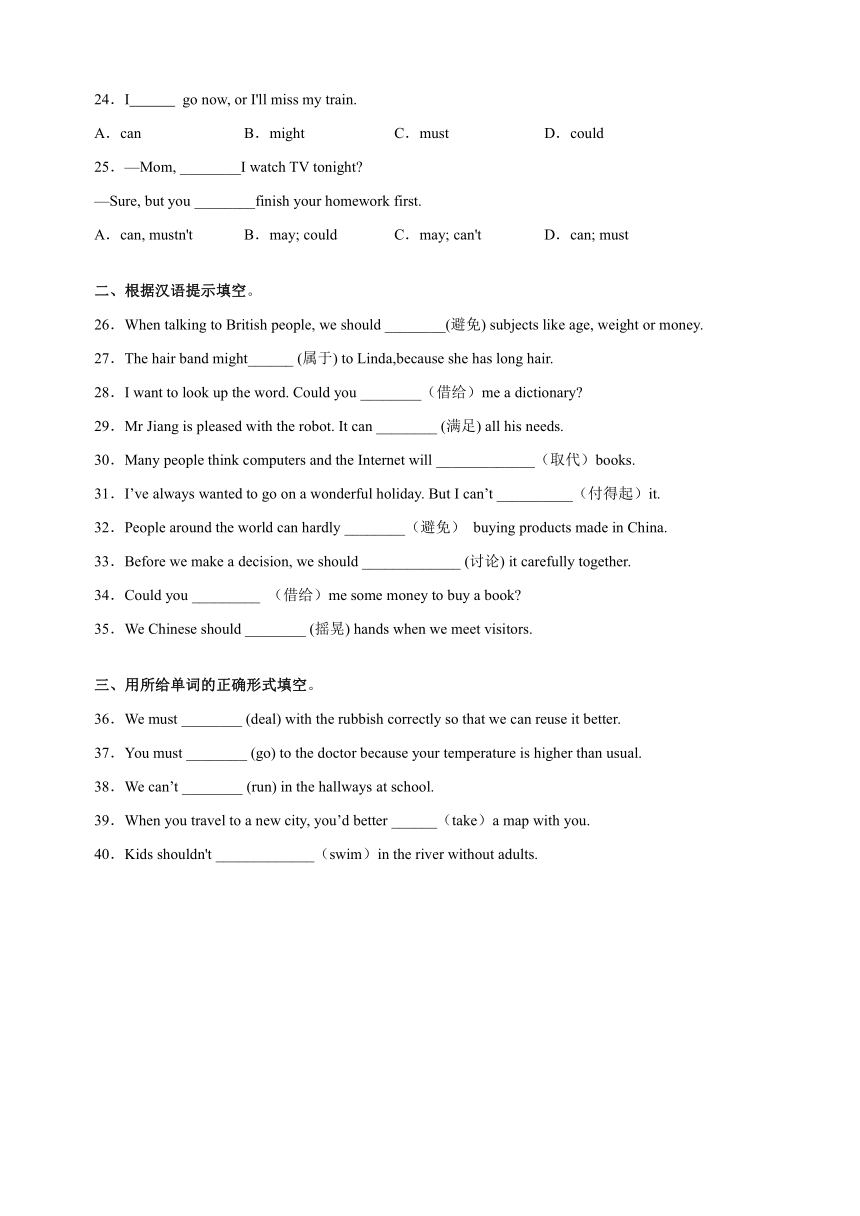 24．I______ go now, or I'll miss my train.
A．can B．might C．must D．could
25．—Mom, ________I watch TV tonight?
—Sure, but you ________finish your homework first.
A．can, mustn't B．may; could C．may; can't D．can; must
二、根据汉语提示填空。
26．When talking to British people, we should ________(避免) subjects like age, weight or money.
27．The hair band might______ (属于) to Linda,because she has long hair.
28．I want to look up the word. Could you ________（借给）me a dictionary?
29．Mr Jiang is pleased with the robot. It can ________ (满足) all his needs.
30．Many people think computers and the Internet will _____________（取代）books.
31．I’ve always wanted to go on a wonderful holiday. But I can’t __________（付得起）it.
32．People around the world can hardly ________（避免） buying products made in China.
33．Before we make a decision, we should _____________ (讨论) it carefully together.
34．Could you _________ （借给）me some money to buy a book?
35．We Chinese should ________ (摇晃) hands when we meet visitors.
三、用所给单词的正确形式填空。
36．We must ________ (deal) with the rubbish correctly so that we can reuse it better.
37．You must ________ (go) to the doctor because your temperature is higher than usual.
38．We can’t ________ (run) in the hallways at school.
39．When you travel to a new city, you’d better ______（take）a map with you.
40．Kids shouldn't _____________（swim）in the river without adults.